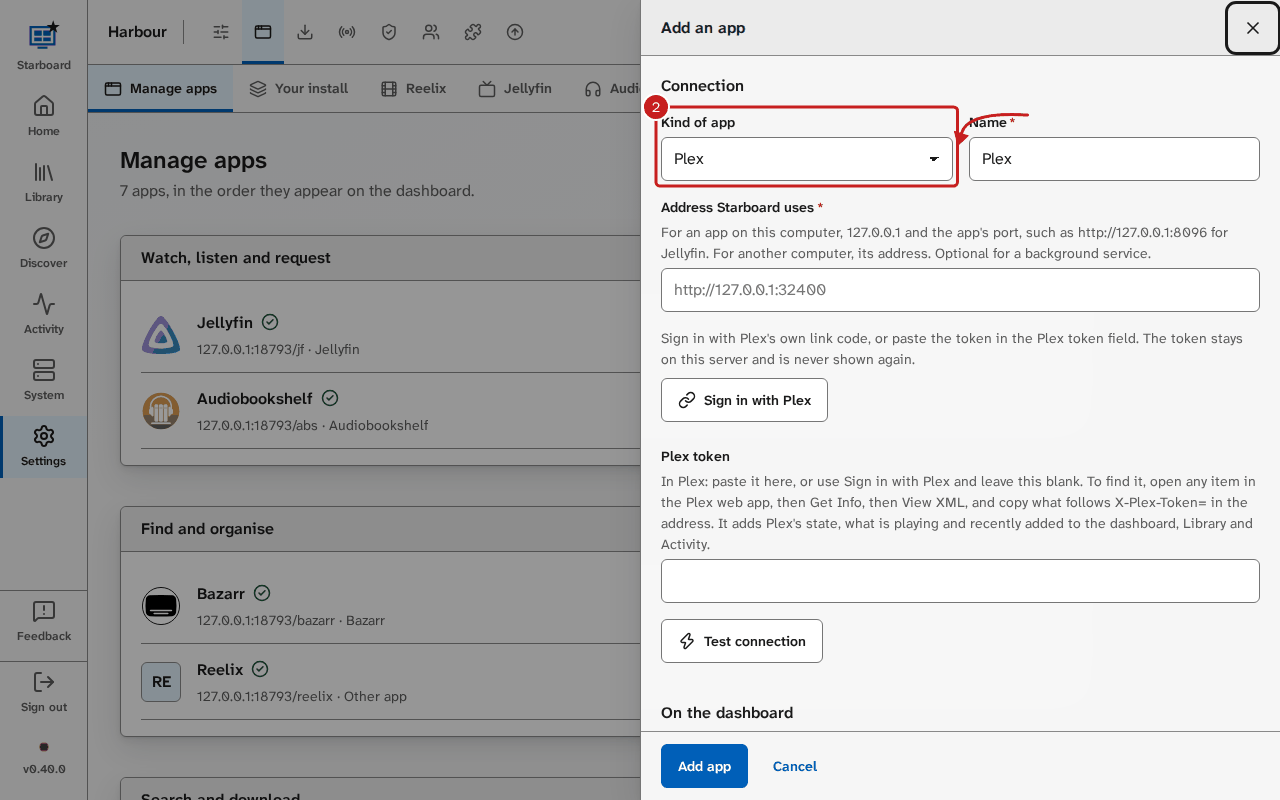 Starboard
Home
Library
Discover
Activity
System
Settings
Feedback
Sign out
v0.40.0
Harbour
Manage apps
Your install
Reelix
Jellyfin
Manage apps
7 apps, in the order they appear on the dashboard.
Watch, listen and request
Jellyfin
127.0.0.1:18793/jf · Jellyfin
Audiobookshelf
127.0.0.1:18793/abs · Audiobookshelf
Find and organise
Bazarr
127.0.0.1:18793/bazarr · Bazarr
RE
Reelix
127.0.0.1:18793/reelix · Other app
Search and download
Add an app
Connection
2
Kind of app
Plex
Name *
Plex
Address Starboard uses *
For an app on this computer, 127.0.0.1 and the app's port, such as http://127.0.0.1:8096 for
Jellyfin. For another computer, its address. Optional for a background service.
http://127.0.0.1:32400
Sign in with Plex's own link code, or paste the token in the Plex token field. The token stays
on this server and is never shown again.
Sign in with Plex
Plex token
In Plex: paste it here, or use Sign in with Plex and leave this blank. To find it, open any item in
the Plex web app, then Get Info, then View XML, and copy what follows X-Plex-Token= in the
address. It adds Plex's state, what is playing and recently added to the dashboard, Library and
Activity.
Test connection
On the dashboard
Add app
Cancel